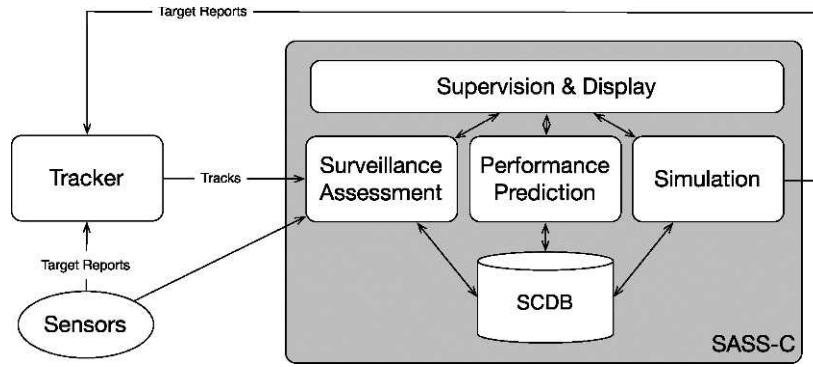 Target Reports
Supervision & Display
Tracker
Tracks
Surveillance
Assessment
Performance
Prediction
Simulation
Target Reports
Sensors
SCDB
SASS-C